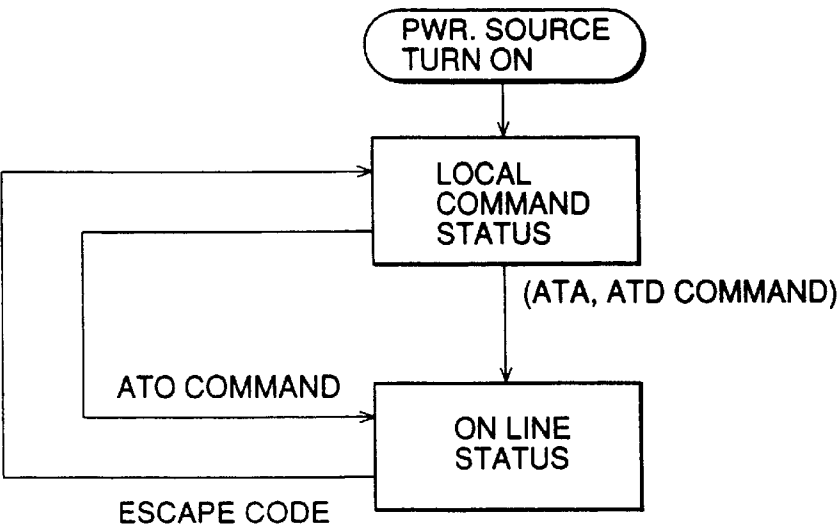 PWR. SOURCE
TURN ON
LOCAL
COMMAND
STATUS
(ATA, ATD COMMAND)
ATO COMMAND
ON LINE
STATUS
ESCAPE CODE